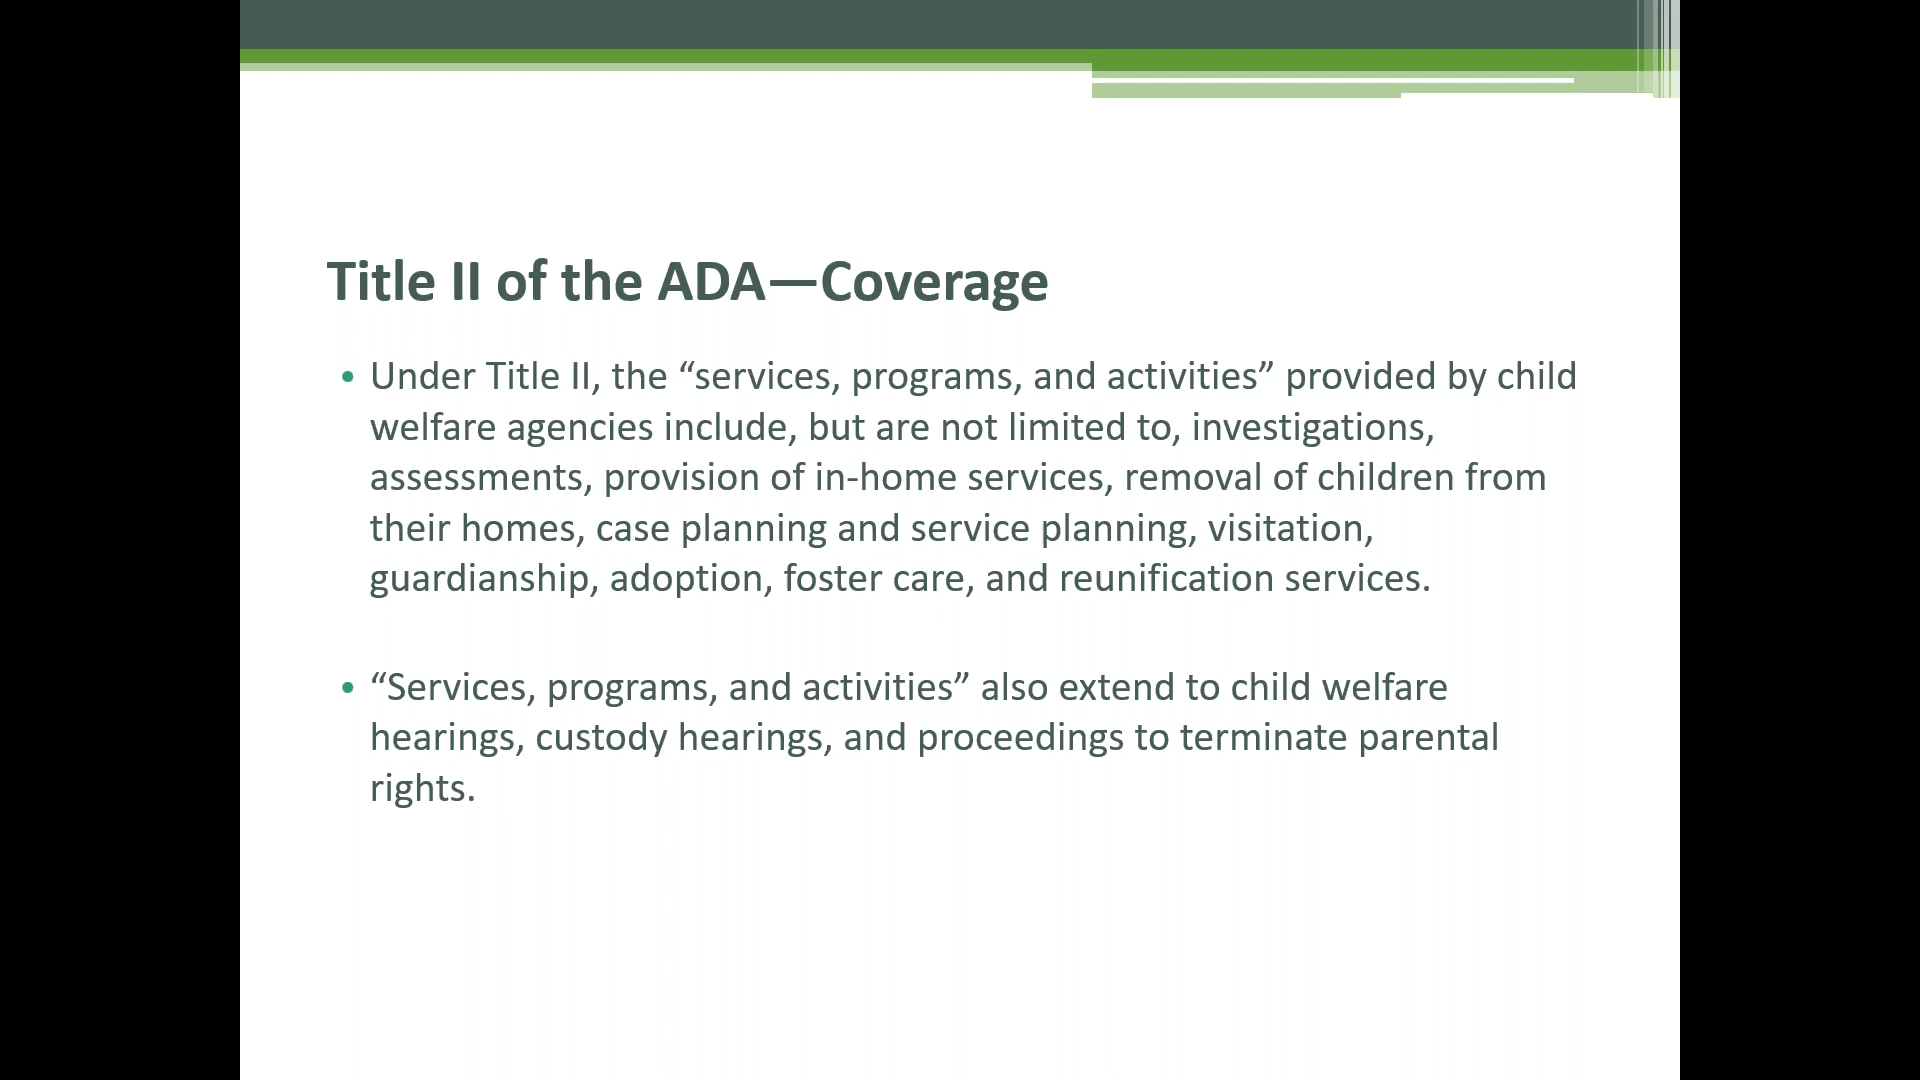 Title II of the ADA—Coverage
• Under Title II, the “services, programs, and activities” provided by child
welfare agencies include, but are not limited to, investigations,
assessments, provision of in-home services, removal of children from
their homes, case planning and service planning, visitation,
guardianship, adoption, foster care, and reunification services.
• “Services, programs, and activities” also extend to child welfare
hearings, custody hearings, and proceedings to terminate parental
rights.